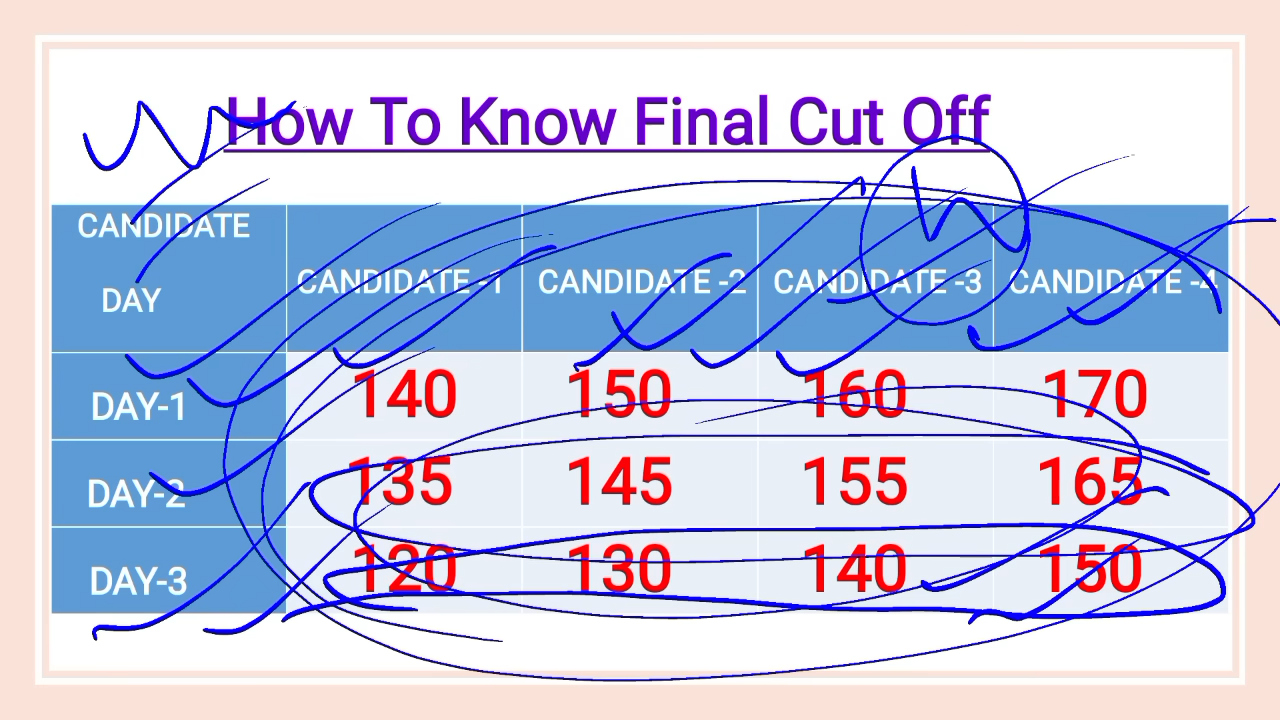 How To Know Final Cut Off
CANDIDATE
DAY
CANDIDATE -1 CANDIDATE -2 CANDIDATE -3 CANDIDATE -4
DAY-1 140 150 160 170
DAY-2 135 145 155 165
DAY-3 120 130 140 150